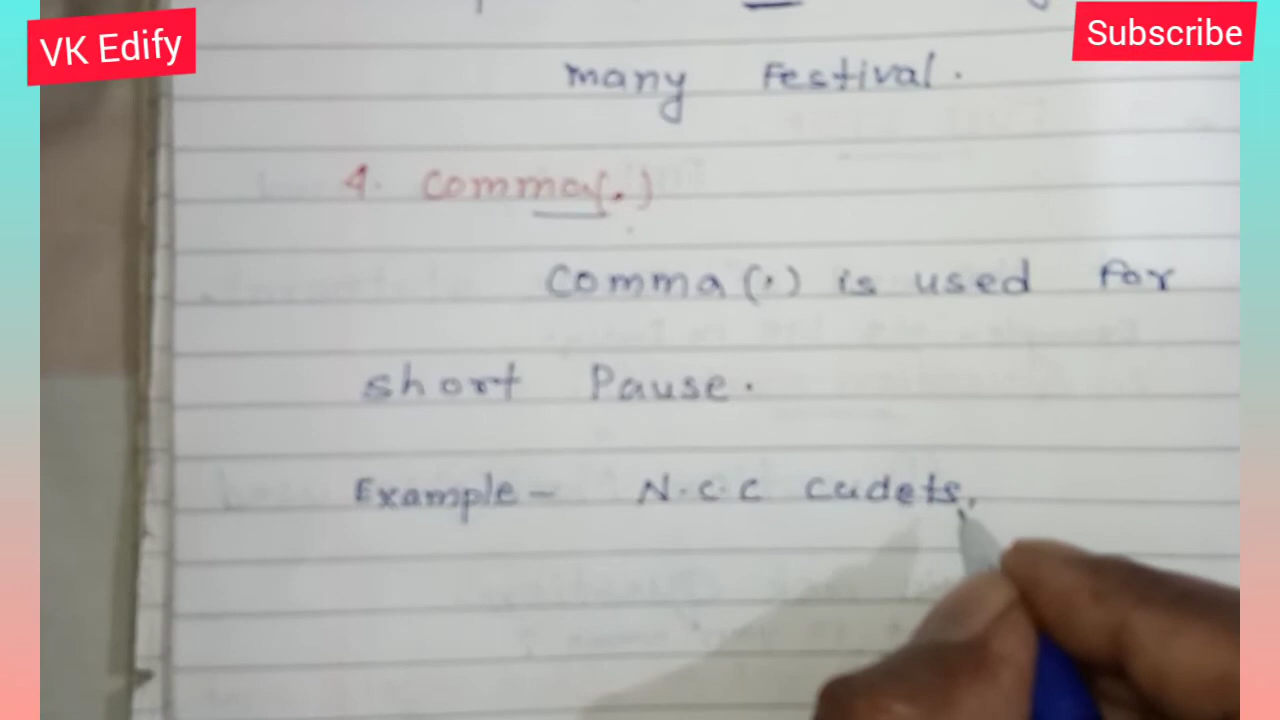 VK Edify
Subscribe
many Festival.
4. Comma(,)
Comma (,) is used for
short Pause.
Example - N.C.C Cadets,